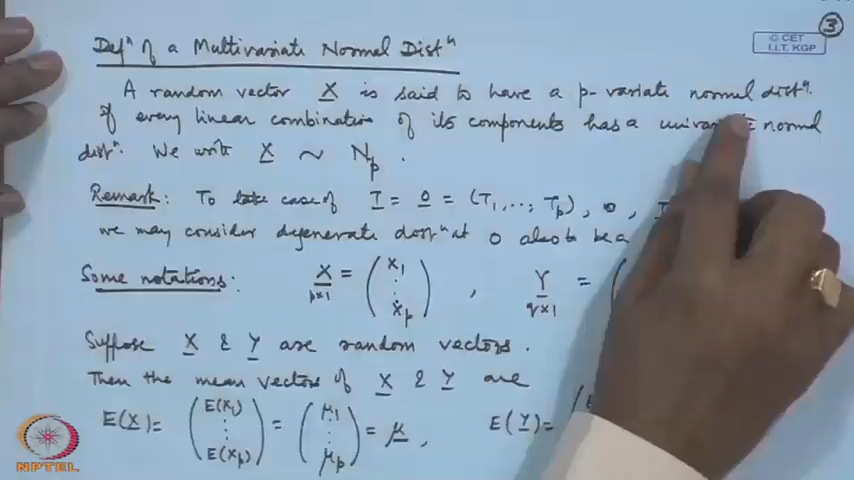 3
© CET
I.I.T. KGP
Defⁿ of a Multivariate Normal Distⁿ
A random vector X is said to have a p-variate normal distⁿ.
if every linear combination of its components has a univariate normal
distⁿ. We write X ~ Nₚ .
Remark: To take care of T = 0 = (T₁, ..., Tₚ), 0,
we may consider degenerate distⁿ at 0 also to be a
Some notations: X = (X₁ ⋮ Xₚ) , Y = (
p×1 q×1
Suppose X & Y are random vectors.
Then the mean vectors of X & Y are
E(X) = (E(X₁) ⋮ E(Xₚ)) = (μ₁ ⋮ μₚ) = μ , E(Y) = (
NPTEL